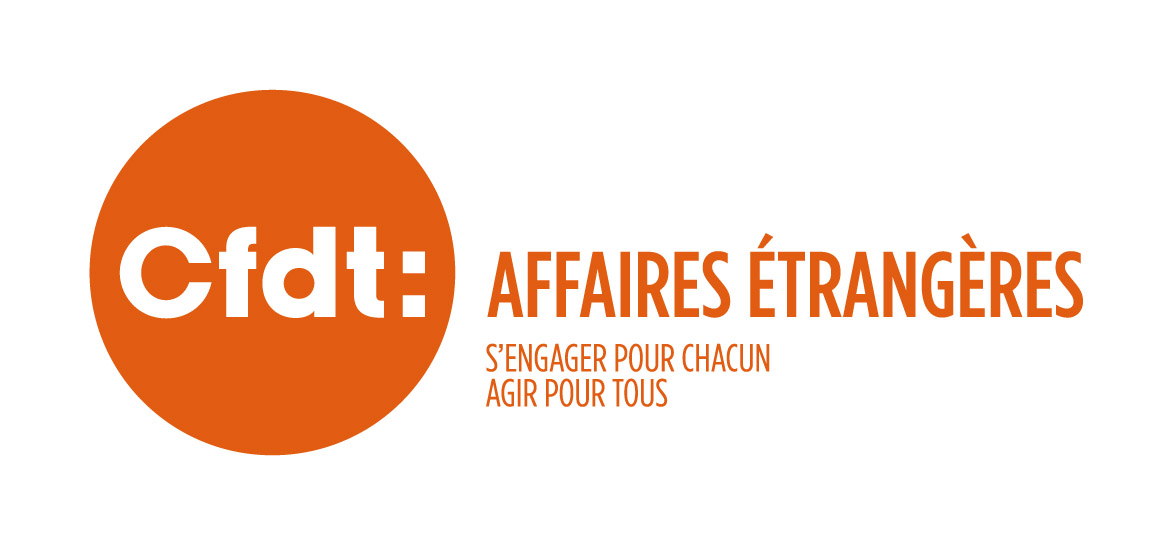 Cfdt:
AFFAIRES ÉTRANGÈRES
S'ENGAGER POUR CHACUN
AGIR POUR TOUS